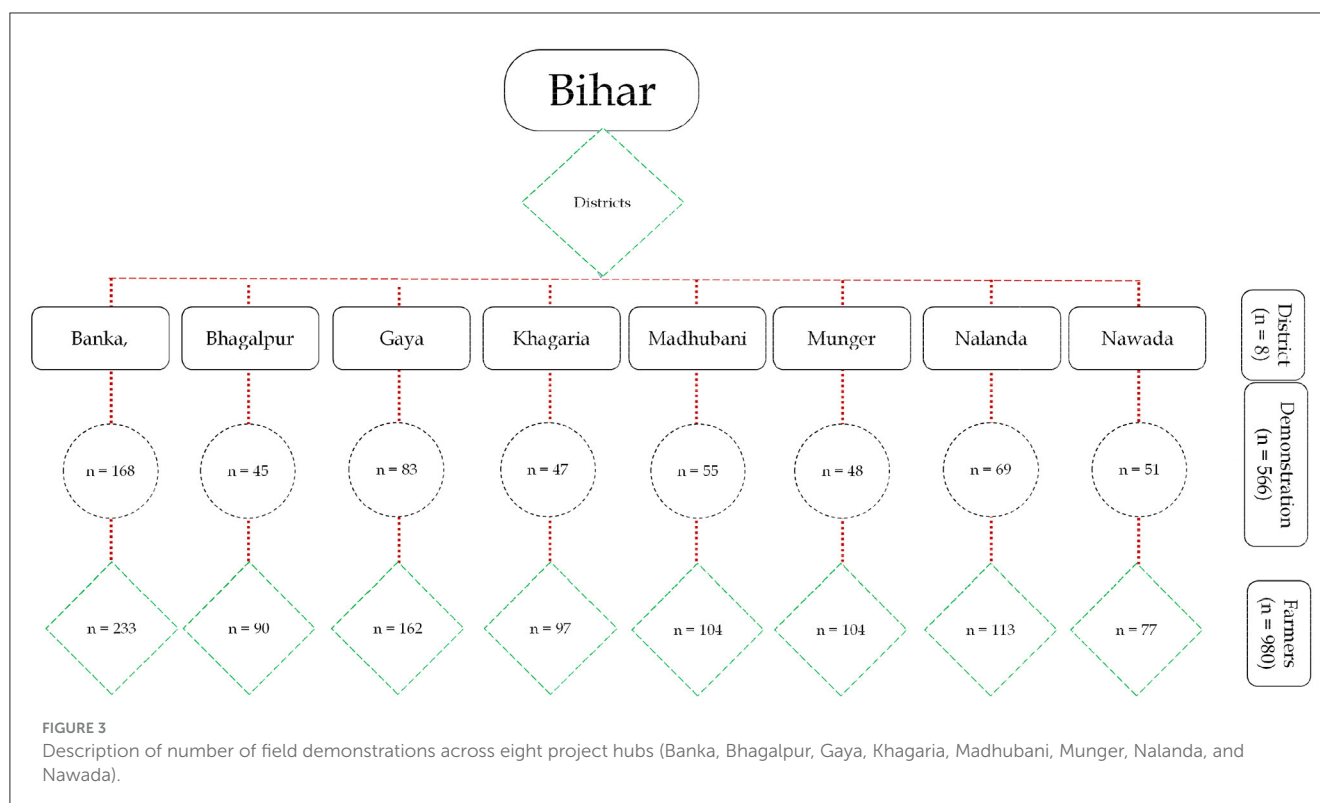 Bihar
Districts
Banka,
Bhagalpur
Gaya
Khagaria
Madhubani
Munger
Nalanda
Nawada
District
(n = 8)
n = 168
n = 45
n = 83
n = 47
n = 55
n = 48
n = 69
n = 51
Demonstration
(n = 566)
n = 233
n = 90
n = 162
n = 97
n = 104
n = 104
n = 113
n = 77
Farmers
(n = 980)
FIGURE 3
Description of number of field demonstrations across eight project hubs (Banka, Bhagalpur, Gaya, Khagaria, Madhubani, Munger, Nalanda, and
Nawada).